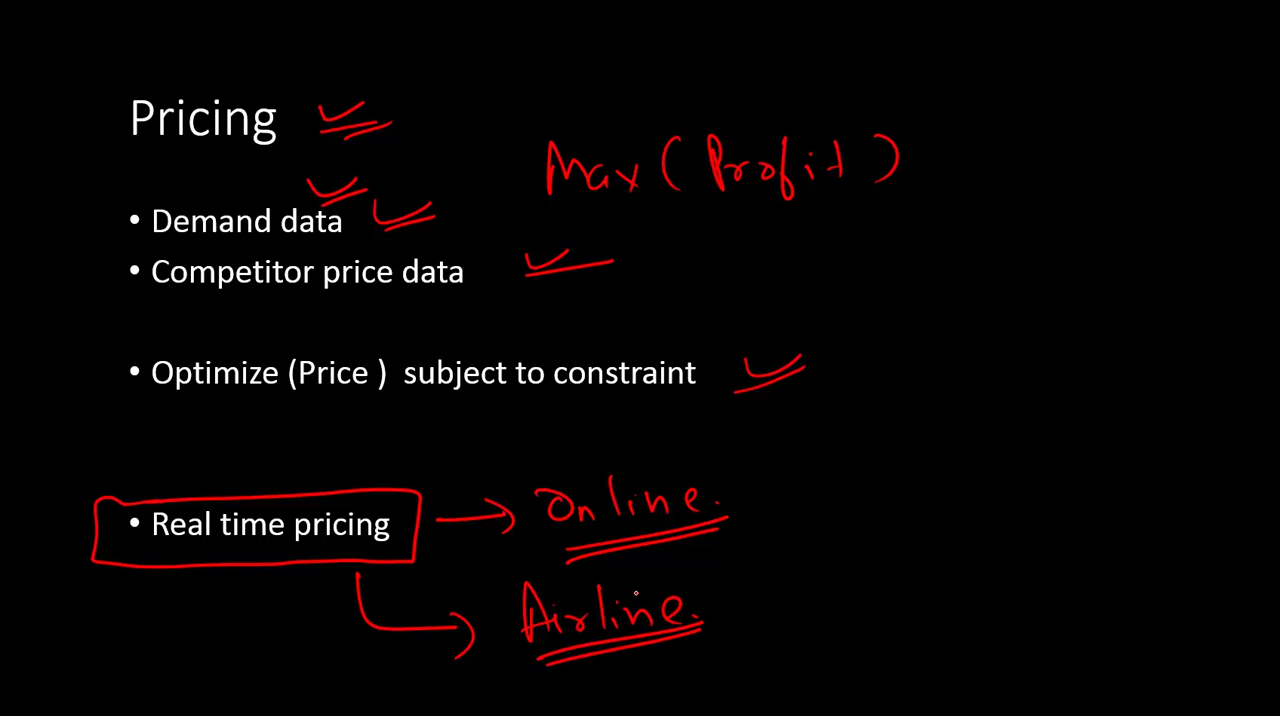 Pricing
Max (Profit)
• Demand data
• Competitor price data
• Optimize (Price )  subject to constraint
• Real time pricing
Online.
Airline.